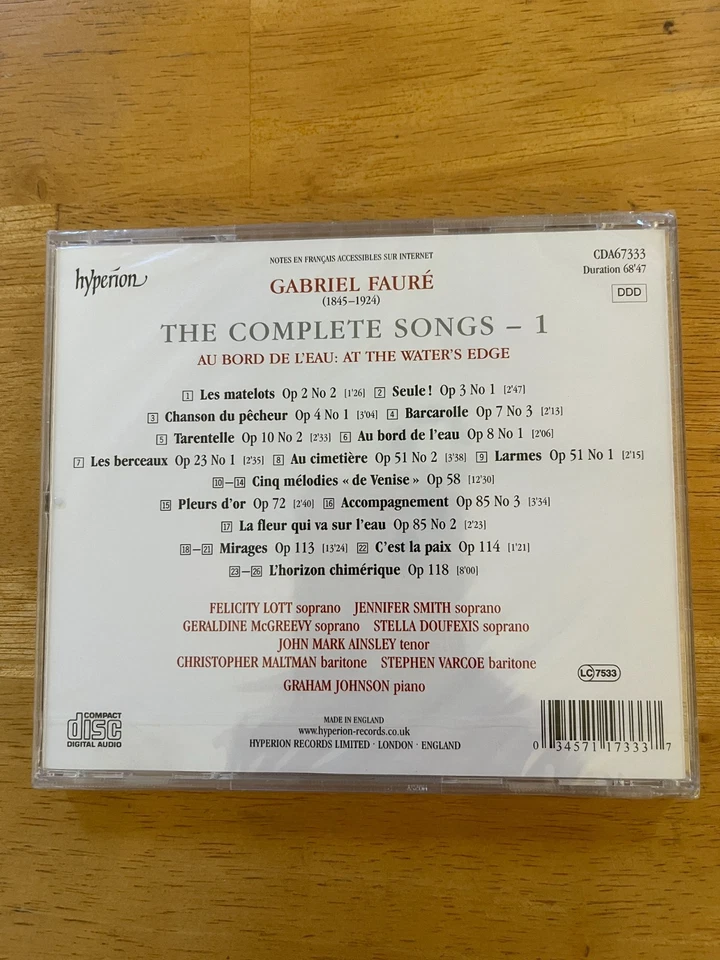 NOTES EN FRANÇAIS ACCESSIBLES SUR INTERNET
CDA67333
Duration 68'47
hyperion
DDD
GABRIEL FAURÉ
(1845–1924)
THE COMPLETE SONGS – 1
AU BORD DE L'EAU: AT THE WATER'S EDGE
1 Les matelots Op 2 No 2 [1'26] 2 Seule! Op 3 No 1 [2'47]
3 Chanson du pêcheur Op 4 No 1 [3'04] 4 Barcarolle Op 7 No 3 [2'13]
5 Tarentelle Op 10 No 2 [2'33] 6 Au bord de l'eau Op 8 No 1 [2'06]
7 Les berceaux Op 23 No 1 [2'35] 8 Au cimetière Op 51 No 2 [3'38] 9 Larmes Op 51 No 1 [2'15]
10–14 Cinq mélodies « de Venise » Op 58 [12'30]
15 Pleurs d'or Op 72 [2'40] 16 Accompagnement Op 85 No 3 [3'34]
17 La fleur qui va sur l'eau Op 85 No 2 [2'23]
18–21 Mirages Op 113 [13'24] 22 C'est la paix Op 114 [1'21]
23–26 L'horizon chimérique Op 118 [8'00]
FELICITY LOTT soprano JENNIFER SMITH soprano
GERALDINE McGREEVY soprano STELLA DOUFEXIS soprano
JOHN MARK AINSLEY tenor
CHRISTOPHER MALTMAN baritone STEPHEN VARCOE baritone
GRAHAM JOHNSON piano
LC 7533
COMPACT
disc
DIGITAL AUDIO
MADE IN ENGLAND
www.hyperion-records.co.uk
HYPERION RECORDS LIMITED · LONDON · ENGLAND
0 34571 17333 7